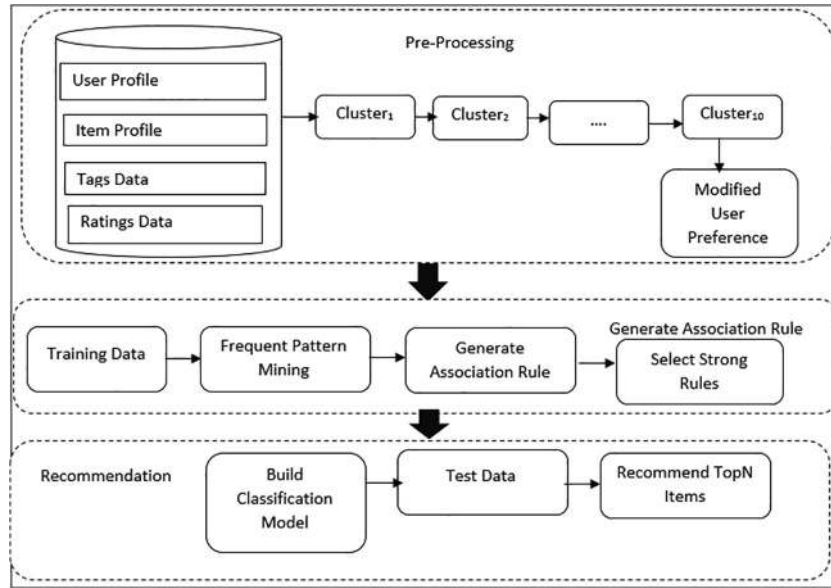 Pre-Processing
User Profile
Item Profile
Tags Data
Ratings Data
Cluster₁
Cluster₂
....
Cluster₁₀
Modified
User
Preference
Generate Association Rule
Training Data
Frequent Pattern
Mining
Generate
Association Rule
Select Strong
Rules
Recommendation
Build
Classification
Model
Test Data
Recommend TopN
Items